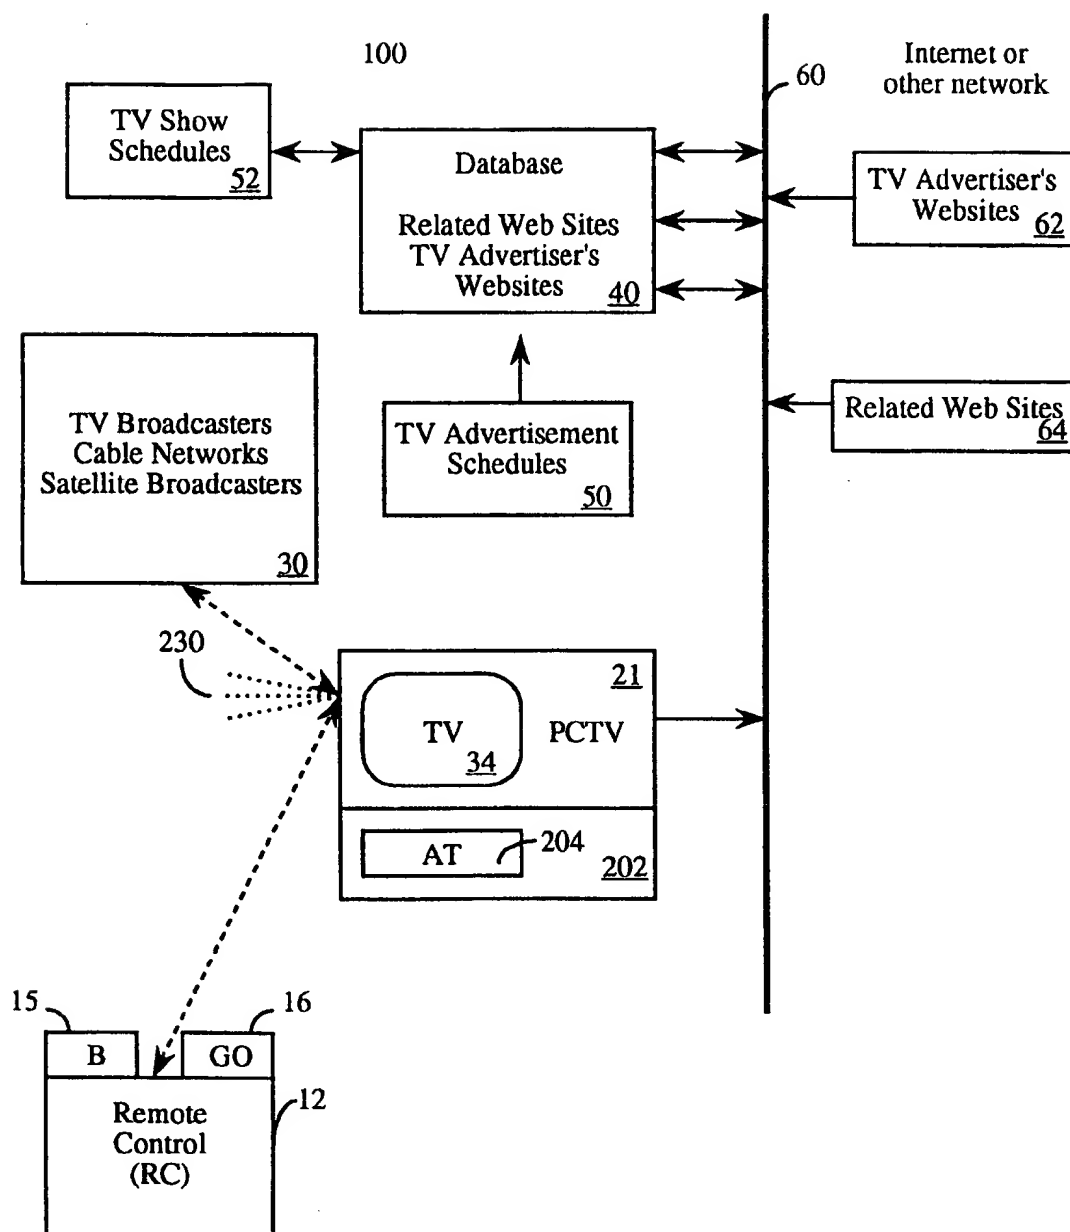 100
60
Internet or
other network
TV Show
Schedules
52
Database
Related Web Sites
TV Advertiser's
Websites
40
TV Advertiser's
Websites
62
TV Broadcasters
Cable Networks
Satellite Broadcasters
30
TV Advertisement
Schedules
50
Related Web Sites
64
230
21
TV
34
PCTV
AT
204
202
15
16
B
GO
12
Remote
Control
(RC)